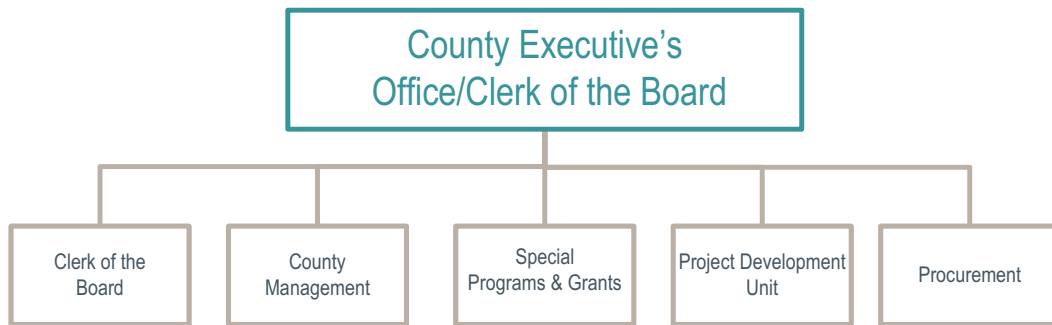 County Executive's
Office/Clerk of the Board
Clerk of the
Board
County
Management
Special
Programs & Grants
Project Development
Unit
Procurement